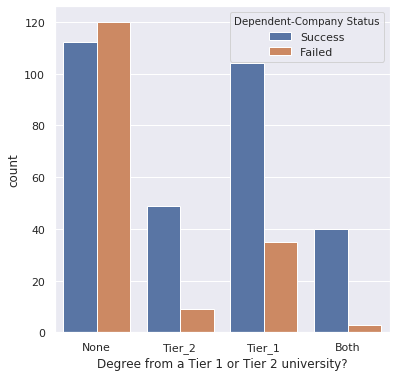 Dependent-Company Status
Success
Failed
120
100
80
60
40
20
0
count
None
Tier_2
Tier_1
Both
Degree from a Tier 1 or Tier 2 university?